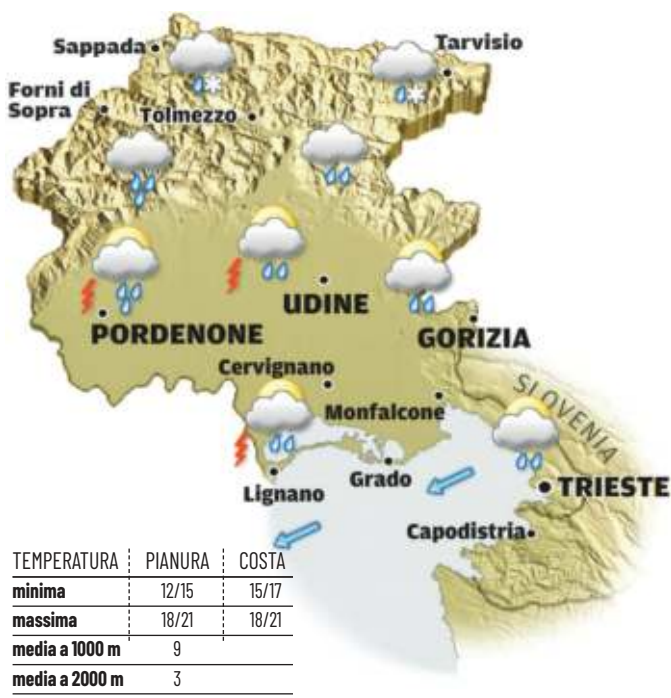 Sappada
Tarvisio
Forni di
Sopra
Tolmezzo
UDINE
PORDENONE
GORIZIA
Cervignano
SLOVENIA
Monfalcone
Grado
TRIESTE
Lignano
Capodistria
TEMPERATURA PIANURA COSTA
minima 12/15 15/17
massima 18/21 18/21
media a 1000 m 9
media a 2000 m 3